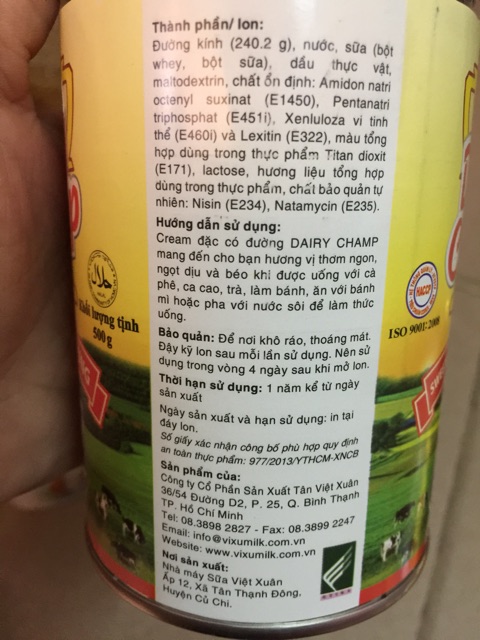 Thành phần/ lon:
Đường kính (240.2 g), nước, sữa (bột
whey, bột sữa), dầu thực vật,
maltodextrin, chất ổn định: Amidon natri
octenyl suxinat (E1450), Pentanatri
triphosphat (E451i), Xenluloza vi tinh
thể (E460i) và Lexitin (E322), màu tổng
hợp dùng trong thực phẩm Titan dioxit
(E171), lactose, hương liệu tổng hợp
dùng trong thực phẩm, chất bảo quản tự
nhiên: Nisin (E234), Natamycin (E235).
Hướng dẫn sử dụng:
Cream đặc có đường DAIRY CHAMP
mang đến cho bạn hương vị thơm ngon,
ngọt dịu và béo khi được uống với cà
phê, ca cao, trà, làm bánh, ăn với bánh
mì hoặc pha với nước sôi để làm thức
uống.
Bảo quản: Để nơi khô ráo, thoáng mát.
Đậy kỹ lon sau mỗi lần sử dụng. Nên sử
dụng trong vòng 4 ngày sau khi mở lon.
Thời hạn sử dụng: 1 năm kể từ ngày
sản xuất
Ngày sản xuất và hạn sử dụng: in tại
đáy lon.
Số giấy xác nhận công bố phù hợp quy định
an toàn thực phẩm: 977/2013/YTHCM-XNCB
Sản phẩm của:
Công ty Cổ Phần Sản Xuất Tân Việt Xuân
36/54 Đường D2, P. 25, Q. Bình Thạnh
TP. Hồ Chí Minh
Tel: 08.3898 2827 - Fax: 08.3899 2247
Email: info@vixumilk.com.vn
Website: www.vixumilk.com.vn
Nơi sản xuất:
Nhà máy Sữa Việt Xuân
Ấp 12, Xã Tân Thạnh Đông,
Huyện Củ Chi.
Khối lượng tịnh
500g
HACCP
ISO 9001:2008